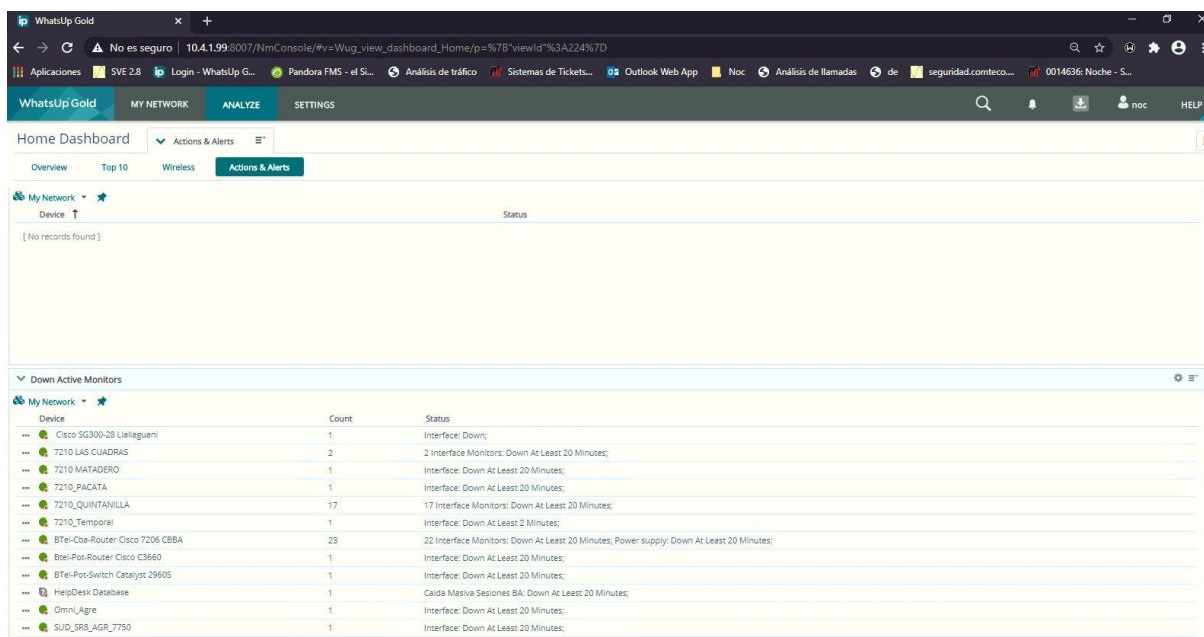 WhatsUp Gold
No es seguro | 10.4.1.99:8007/NmConsole/#v=Wug_view_dashboard_Home/p=%7B"viewId"%3A224%7D
Aplicaciones SVE 2.8 Login - WhatsUp G... Pandora FMS - el Si... Análisis de tráfico Sistemas de Tickets... Outlook Web App Noc Análisis de llamadas de seguridad.comteco.... 0014636: Noche - S...
WhatsUp Gold MY NETWORK ANALYZE SETTINGS noc HELP
Home Dashboard Actions & Alerts
Overview Top 10 Wireless Actions & Alerts
My Network
Device Status
[ No records found ]
Down Active Monitors
My Network
Device Count Status
Cisco SG300-28 Llallaguani 1 Interface: Down;
7210 LAS CUADRAS 2 2 Interface Monitors: Down At Least 20 Minutes;
7210 MATADERO 1 Interface: Down At Least 20 Minutes;
7210_PACATA 1 Interface: Down At Least 20 Minutes;
7210_QUINTANILLA 17 17 Interface Monitors: Down At Least 20 Minutes;
7210_Temporal 1 Interface: Down At Least 2 Minutes;
BTel-Cba-Router Cisco 7206 CBBA 23 22 Interface Monitors: Down At Least 20 Minutes; Power supply: Down At Least 20 Minutes;
Btel-Pot-Router Cisco C3660 1 Interface: Down At Least 20 Minutes;
BTel-Pot-Switch Catalyst 2960S 1 Interface: Down At Least 20 Minutes;
HelpDesk Database 1 Caida Masiva Sesiones BA: Down At Least 20 Minutes;
Omni_Agre 1 Interface: Down At Least 20 Minutes;
SUD_SR8_AGR_7750 1 Interface: Down At Least 20 Minutes;